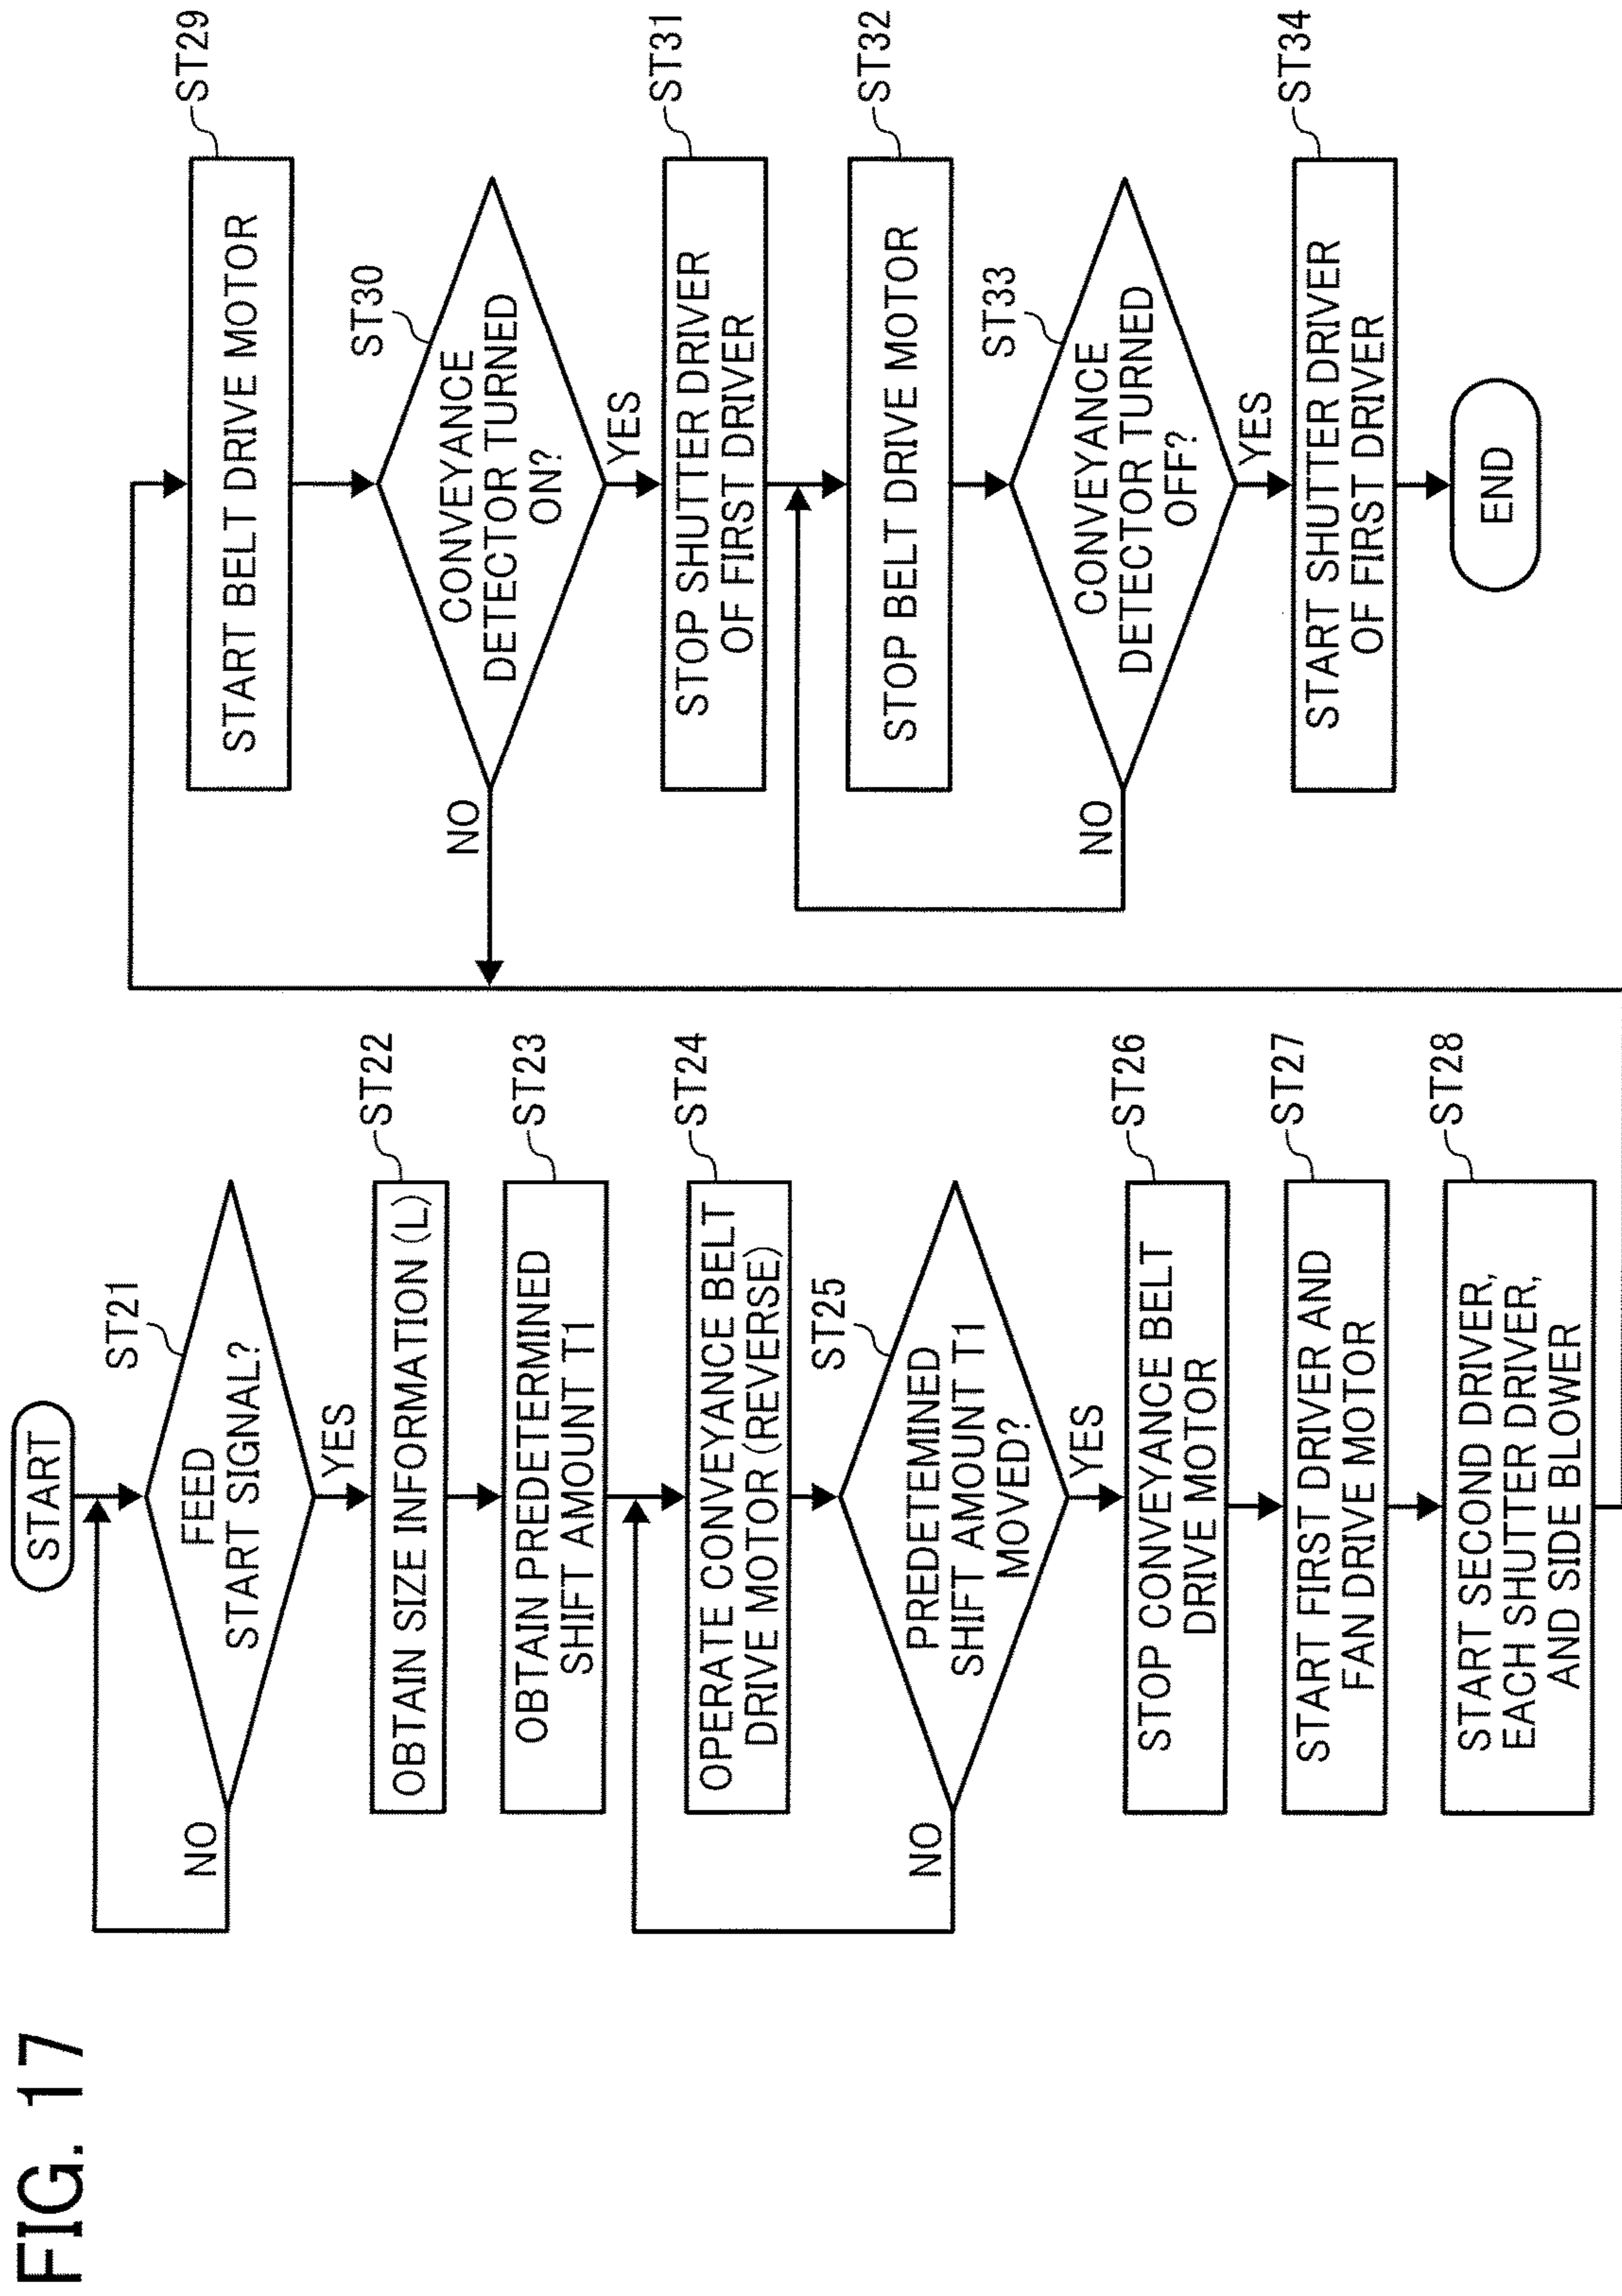 FIG. 17
START
ST21
FEED
START SIGNAL?
NO
YES
ST22
OBTAIN SIZE INFORMATION (L)
ST23
OBTAIN PREDETERMINED
SHIFT AMOUNT T1
ST24
OPERATE CONVEYANCE BELT
DRIVE MOTOR (REVERSE)
ST25
PREDETEMINED
SHIFT AMOUNT T1
MOVED?
NO
YES
ST26
STOP CONVEYANCE BELT
DRIVE MOTOR
ST27
START FIRST DRIVER AND
FAN DRIVE MOTOR
ST28
START SECOND DRIVER,
EACH SHUTTER DRIVER,
AND SIDE BLOWER
ST29
START BELT DRIVE MOTOR
ST30
CONVEYANCE
DETECTOR TURNED
ON?
NO
YES
ST31
STOP SHUTTER DRIVER
OF FIRST DRIVER
ST32
STOP BELT DRIVE MOTOR
ST33
CONVEYANCE
DETECTOR TURNED
OFF?
NO
YES
ST34
START SHUTTER DRIVER
OF FIRST DRIVER
END